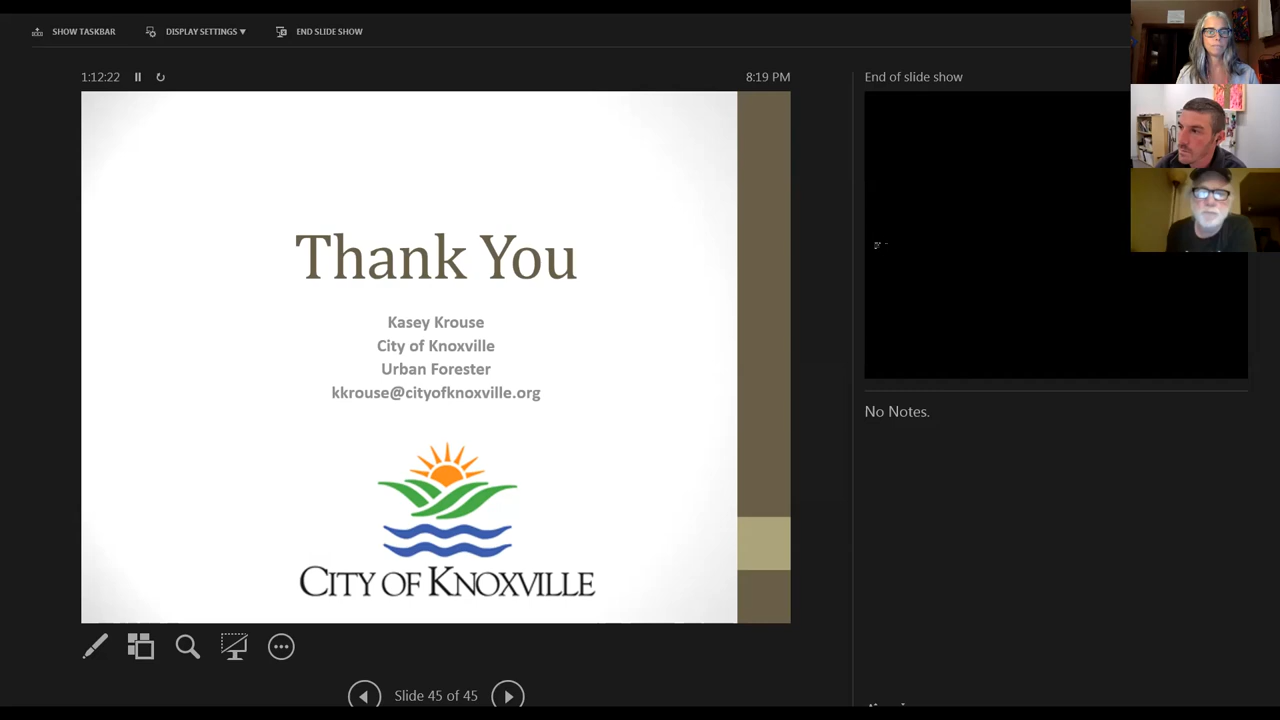 SHOW TASKBAR
DISPLAY SETTINGS ▼
END SLIDE SHOW
1:12:22
8:19 PM
Thank You
Kasey Krouse
City of Knoxville
Urban Forester
kkrouse@cityofknoxville.org
CITY OF KNOXVILLE
Slide 45 of 45
End of slide show
No Notes.